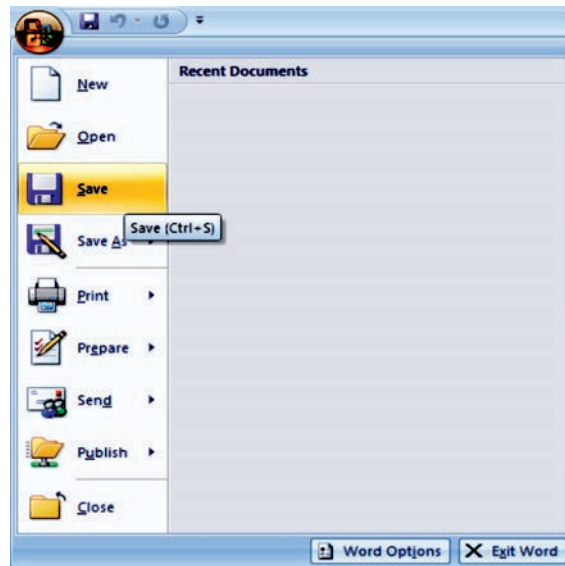 Recent Documents
New
Open
Save
Save (Ctrl+S)
Save As
Print
Prepare
Send
Publish
Close
Word Options
Exit Word